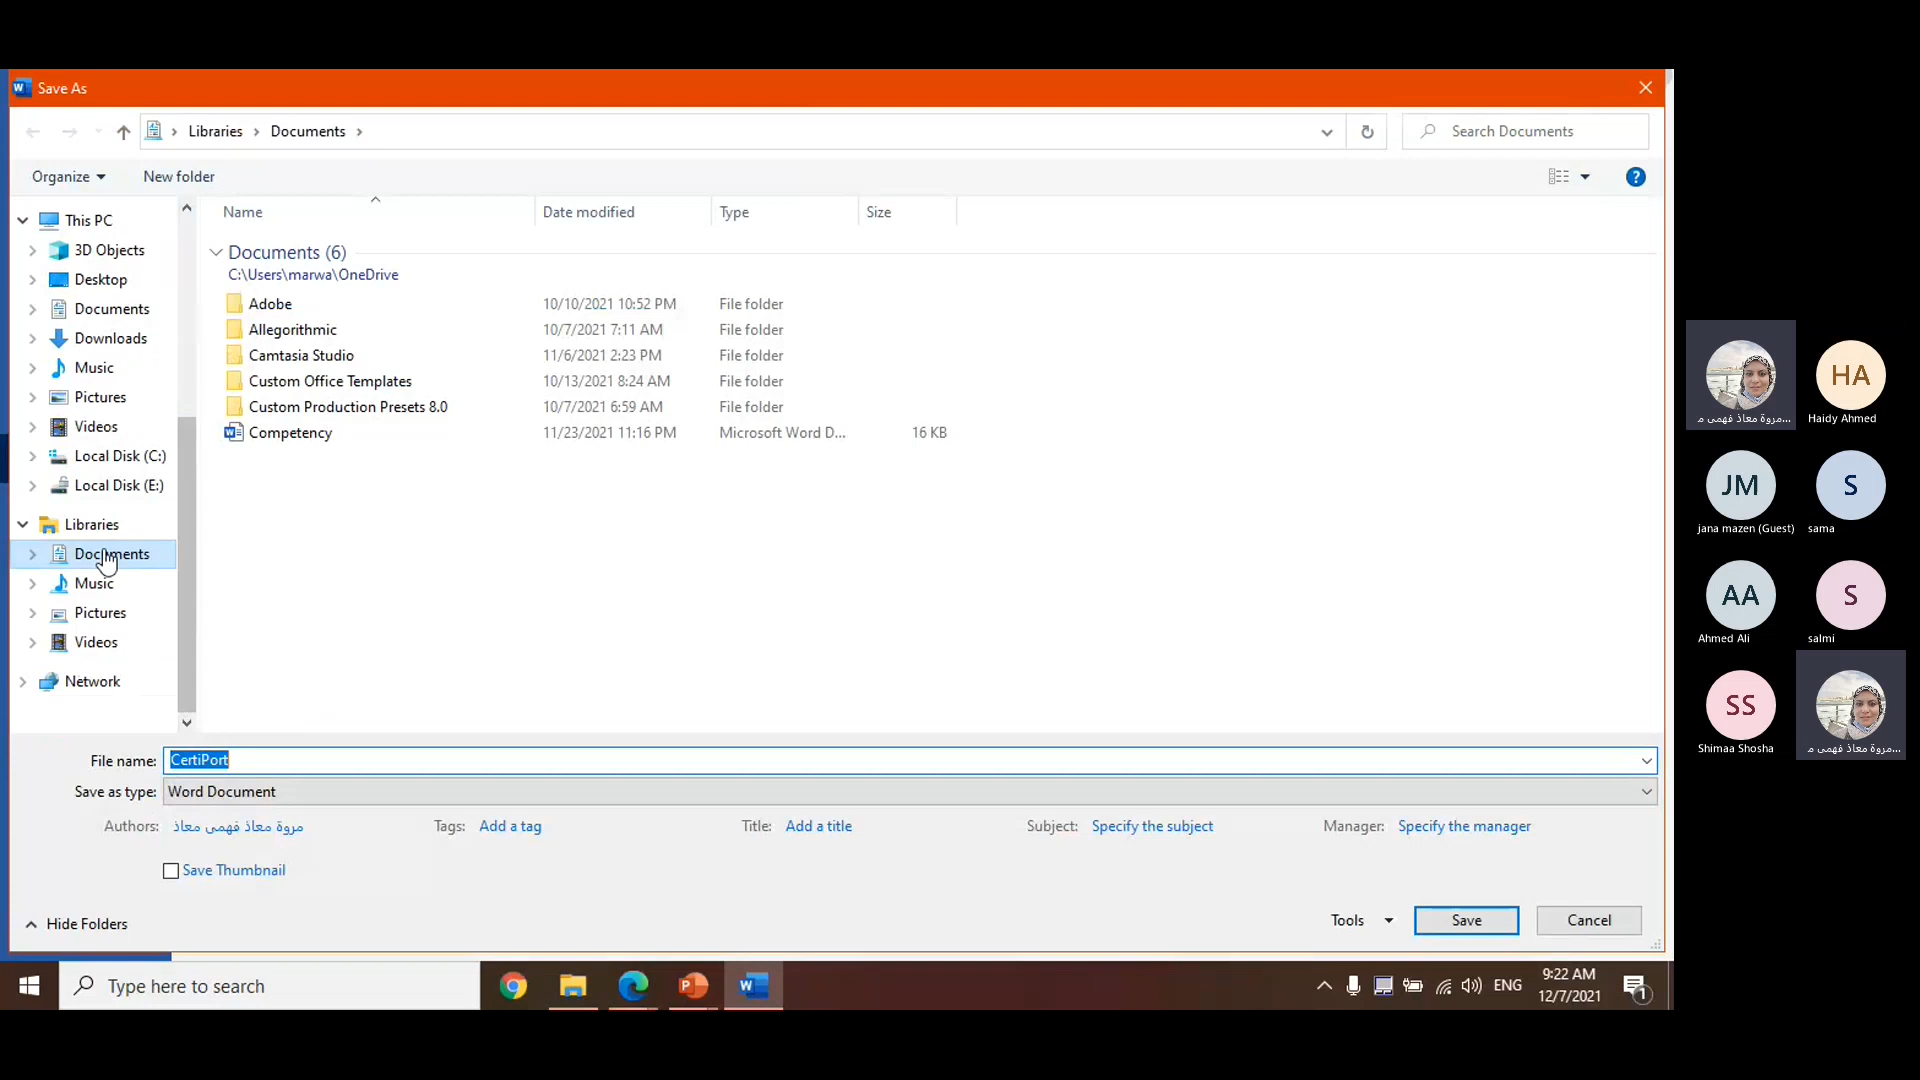 Save As
Libraries > Documents >
Search Documents
Organize
New folder
This PC
3D Objects
Desktop
Documents
Downloads
Music
Pictures
Videos
Local Disk (C:)
Local Disk (E:)
Libraries
Documents
Music
Pictures
Videos
Network
Name Date modified Type Size
Documents (6)
C:\Users\marwa\OneDrive
Adobe 10/10/2021 10:52 PM File folder
Allegorithmic 10/7/2021 7:11 AM File folder
Camtasia Studio 11/6/2021 2:23 PM File folder
Custom Office Templates 10/13/2021 8:24 AM File folder
Custom Production Presets 8.0 10/7/2021 6:59 AM File folder
Competency 11/23/2021 11:16 PM Microsoft Word D... 16 KB
File name: CertiPort
Save as type: Word Document
Authors: مروة معاذ فهمى معاذ Tags: Add a tag Title: Add a title Subject: Specify the subject Manager: Specify the manager
Save Thumbnail
Hide Folders
Tools
Save
Cancel
Type here to search
ENG
9:22 AM
12/7/2021
1
مروة معاذ فهمى م...
HA
Haidy Ahmed
JM
jana mazen (Guest)
S
sama
AA
Ahmed Ali
S
salmi
SS
Shimaa Shosha
مروة معاذ فهمى م...